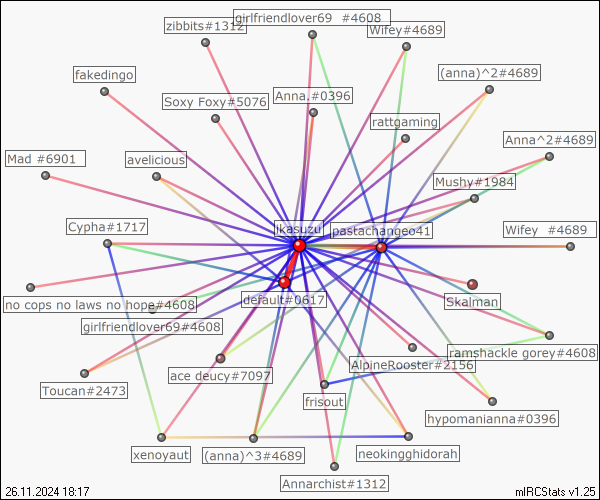 zibbits#1312
girlfriendlover69 #4608
Wifey#4689
fakedingo
(anna)^2#4689
Soxy Foxy#5076
Anna.#0396
rattgaming
Mad #6901
avelicious
Anna^2#4689
Mushy#1984
Cypha#1717
ikasuzu
pastachangeo41
Wifey #4689
no cops no laws no hope#4608
default#0617
Skalman
girlfriendlover69#4608
ace deucy#7097
AlpineRooster#2156
ramshackle gorey#4608
Toucan#2473
frisout
hypomanianna#0396
xenoyaut
(anna)^3#4689
neokingghidorah
Annarchist#1312
26.11.2024 18:17
mIRCStats v1.25